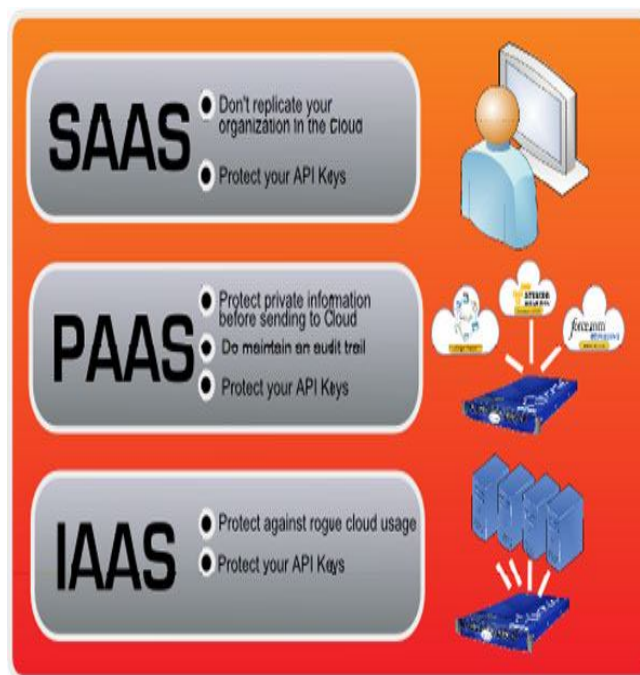 SAAS
Don't replicate your
organization in the Cloud
Protect your API Keys
PAAS
Protect private information
before sending to Cloud
Do maintain an audit trail
Protect your API Keys
amazon
force.com
IAAS
Protect against rogue cloud usage
Protect your API Keys